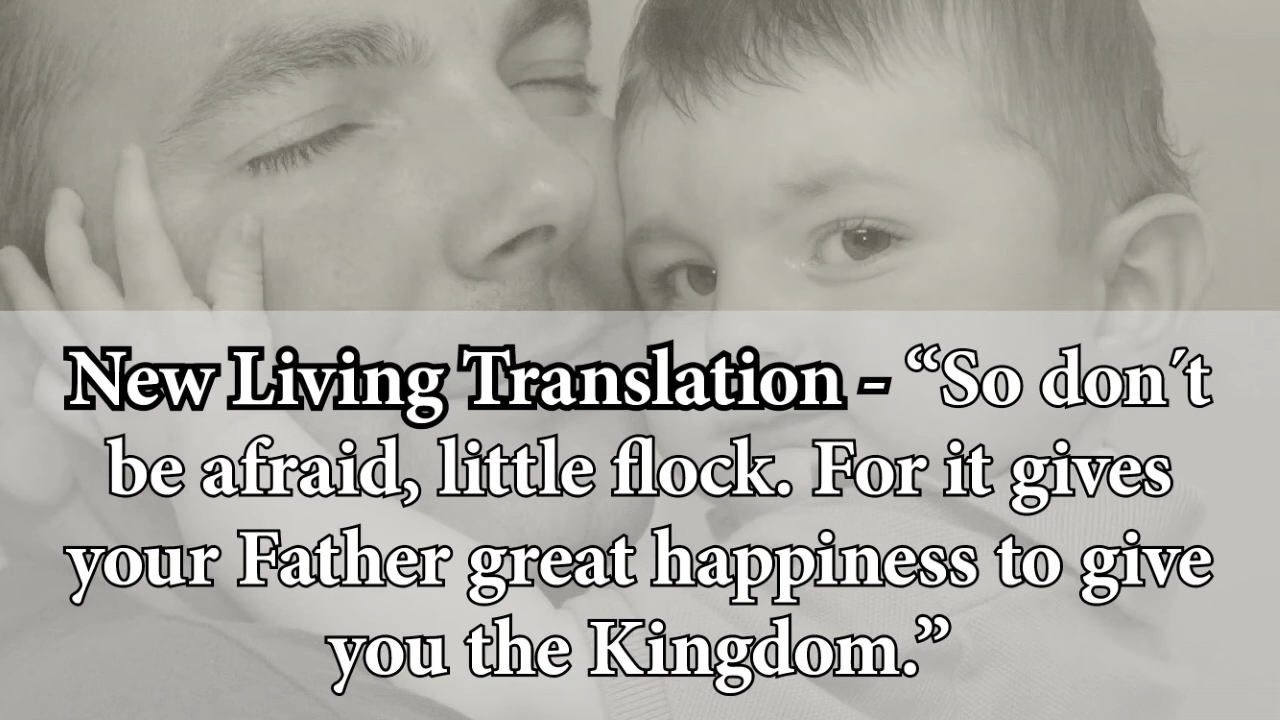 New Living Translation - “So don´t
be afraid, little flock. For it gives
your Father great happiness to give
you the Kingdom.”